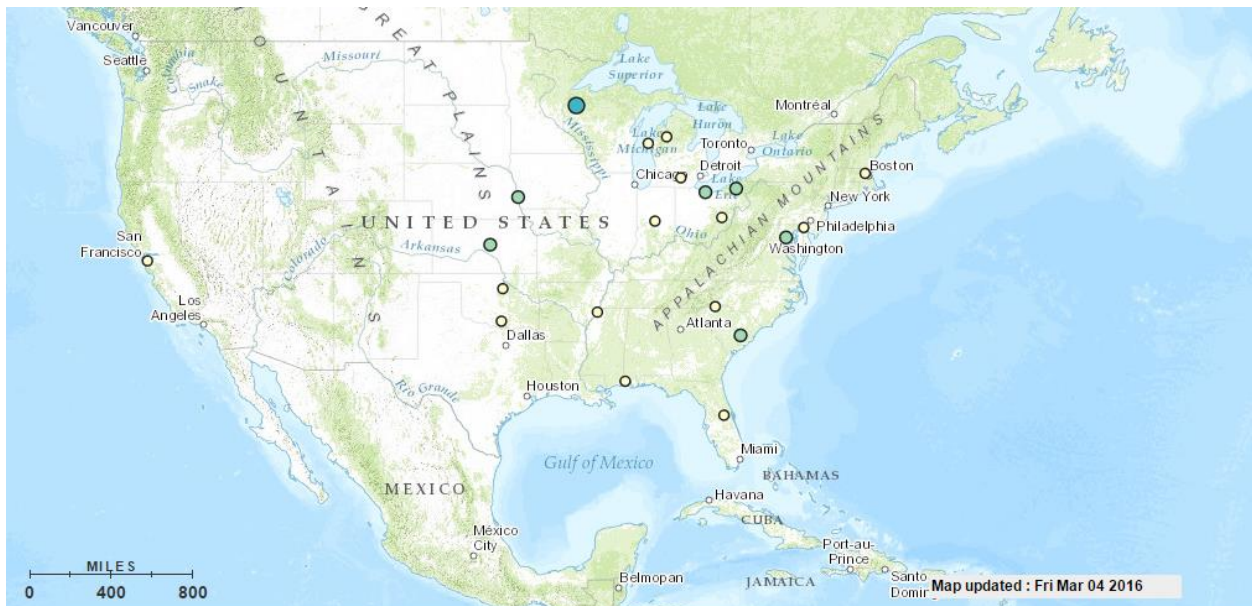 Vancouver
Seattle
Columbia
Snake
Missouri
GREAT PLAINS
Lake
Superior
Mississippi
Lake
Michigan
Lake
Huron
Montréal
Toronto
Lake
Ontario
Detroit
Chicago
Lake
Erie
Boston
New York
Philadelphia
Washington
APPALACHIAN MOUNTAINS
Ohio
UNITED STATES
OUNTAINS
San
Francisco
Colorado
Arkansas
Los
Angeles
Dallas
Atlanta
Houston
Rio Grande
Miami
Gulf of Mexico
BAHAMAS
MEXICO
Havana
CUBA
México
City
Port-au-
Prince
Santo
Belmopan
JAMAICA
MILES
0 400 800
Map updated : Fri Mar 04 2016